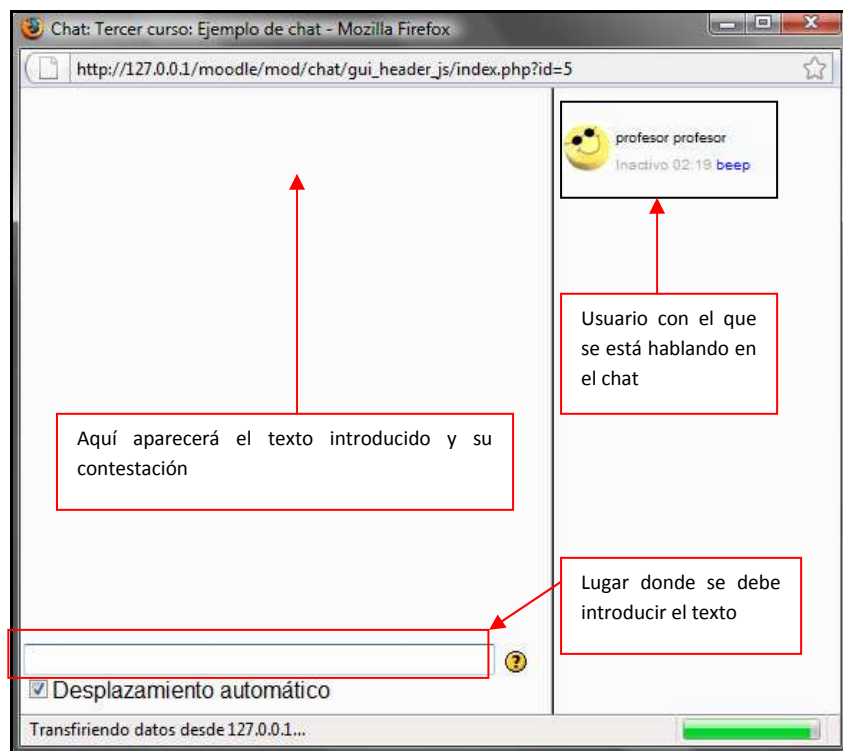 Chat: Tercer curso: Ejemplo de chat - Mozilla Firefox
http://127.0.0.1/moodle/mod/chat/gui_header_js/index.php?id=5
profesor profesor
Inactivo 02:19 beep
Usuario con el que
se está hablando en
el chat
Aquí aparecerá el texto introducido y su
contestación
Lugar donde se debe
introducir el texto
?
Desplazamiento automático
Transfiriendo datos desde 127.0.0.1...